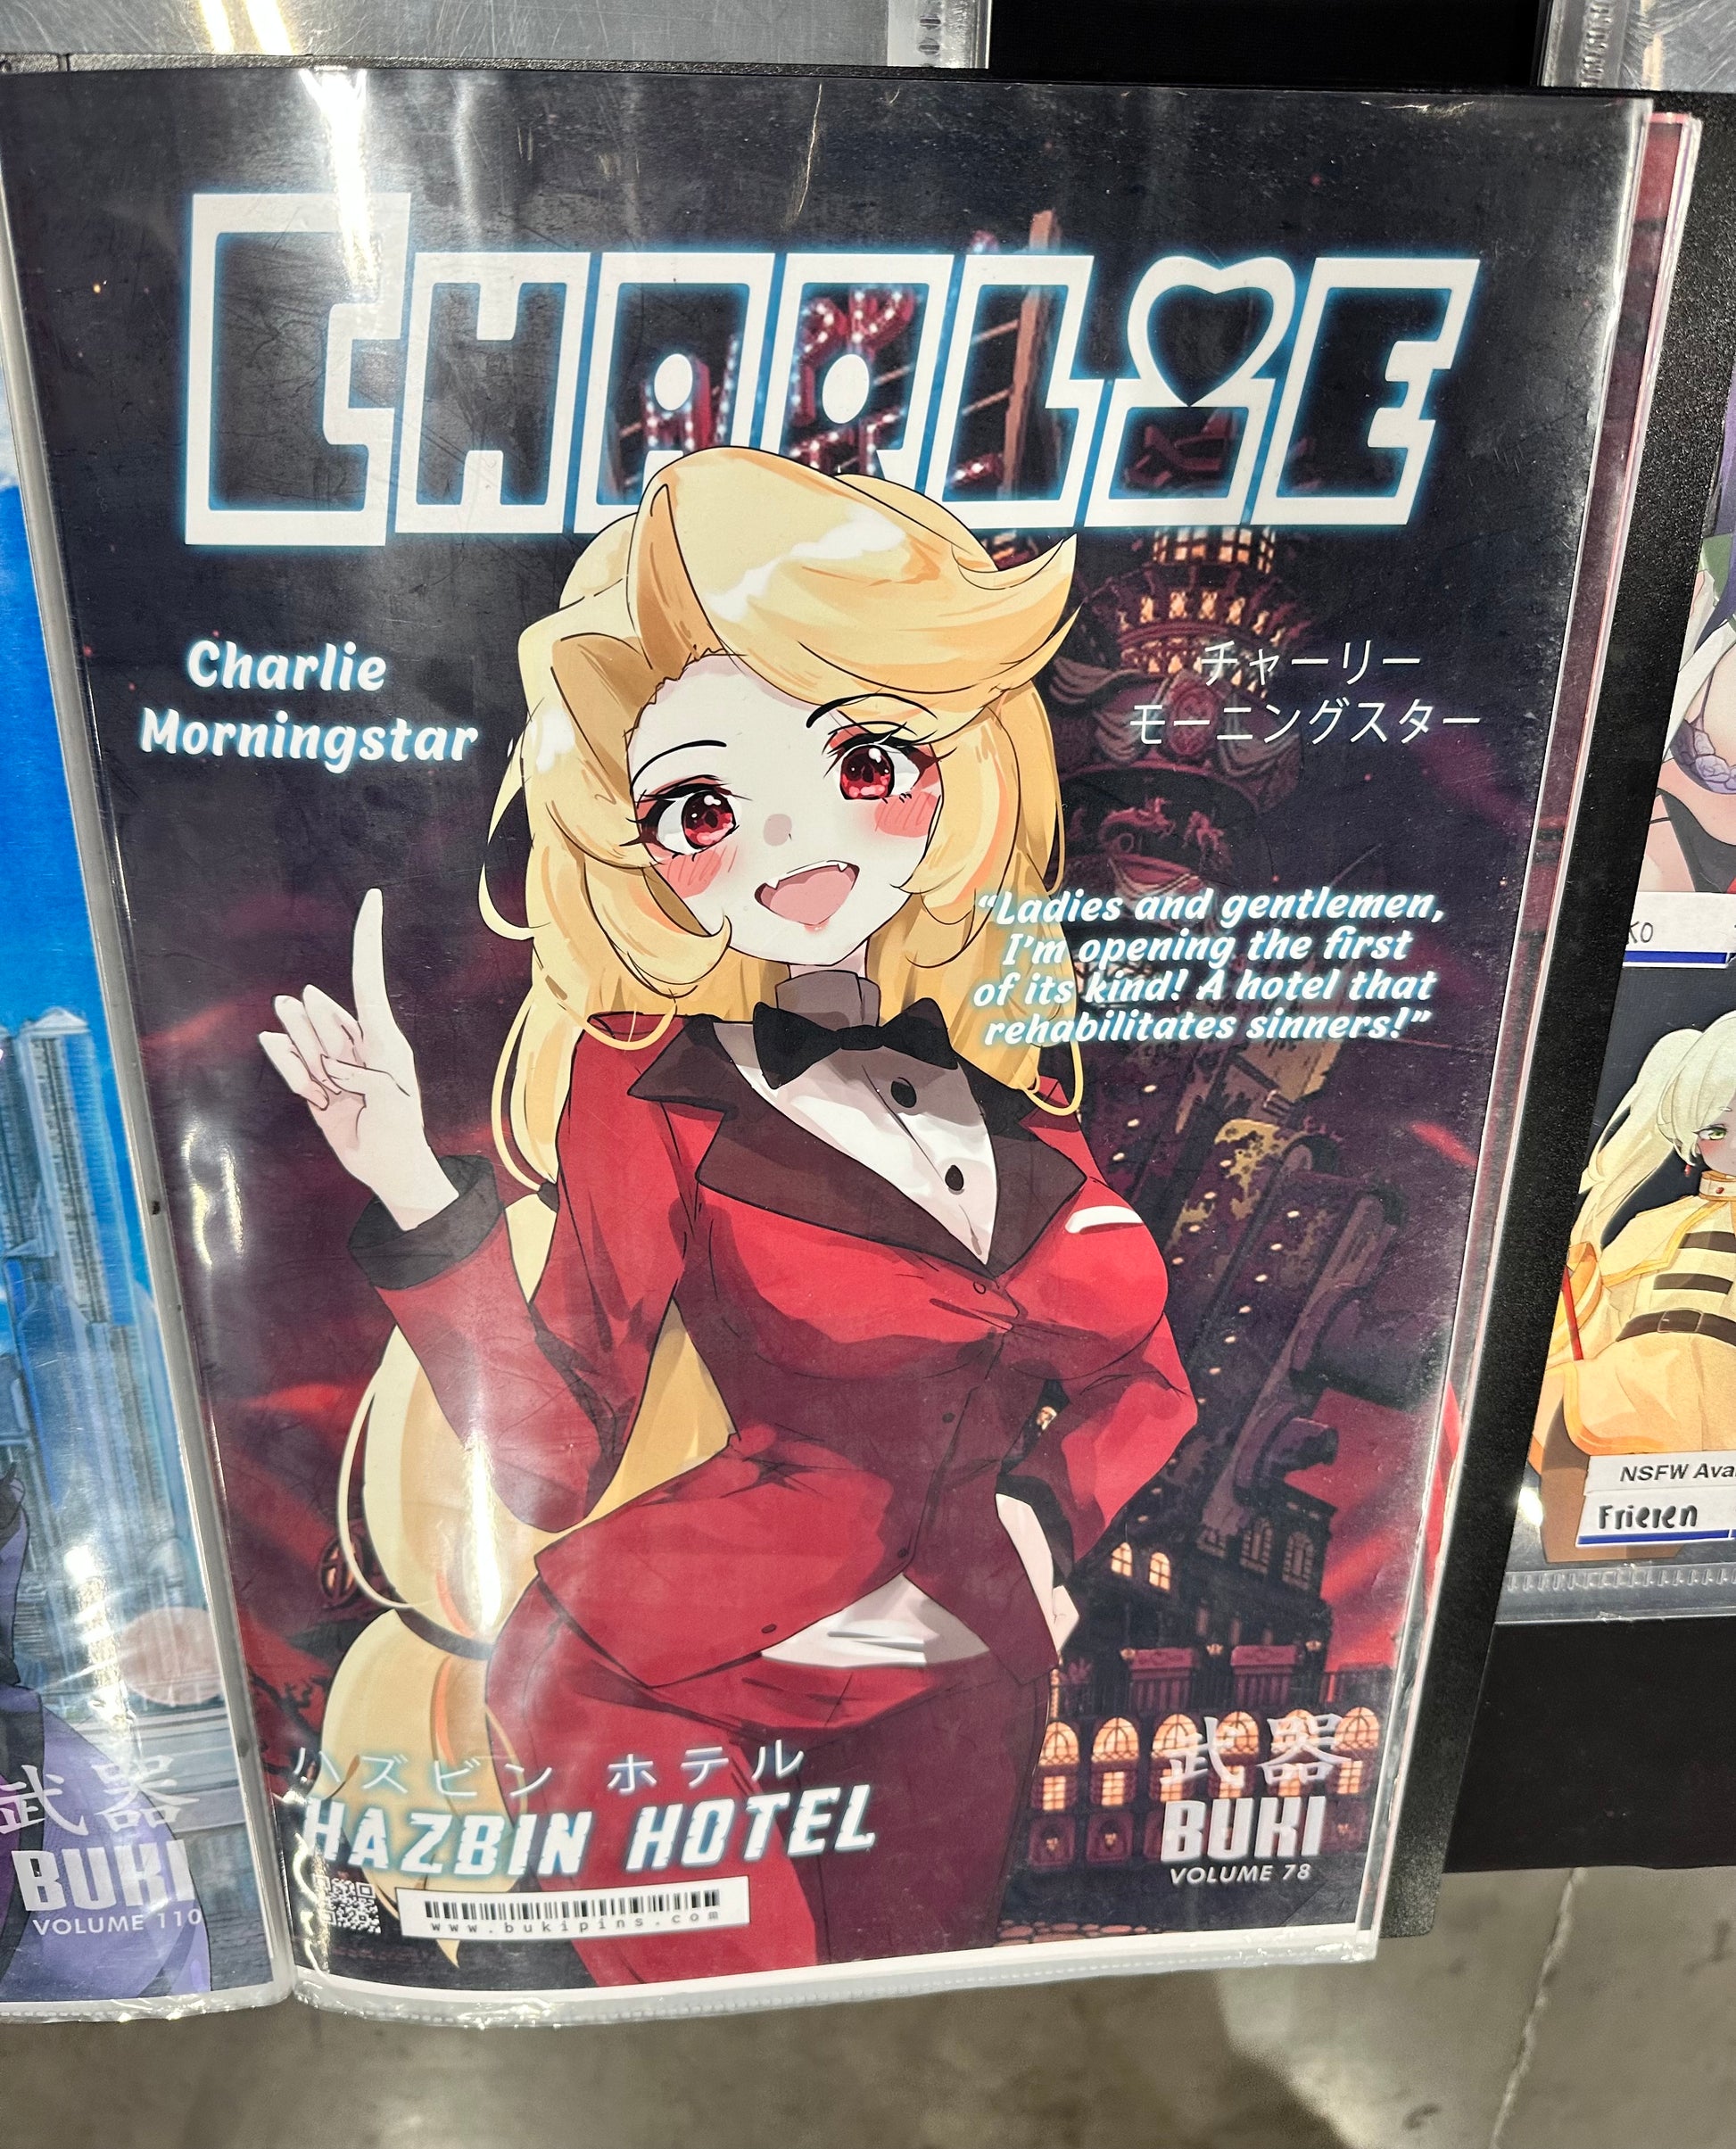 CHARLIE
Charlie
Morningstar
チャーリー
モーニングスター
“Ladies and gentlemen,
I'm opening the first
of its kind! A hotel that
rehabilitates sinners!”
ハズビン ホテル
HAZBIN HOTEL
www.bukipins.com
武器
BUKI
VOLUME 78
武器
BUKI
VOLUME 110
KO
NSFW Ava
Frieren